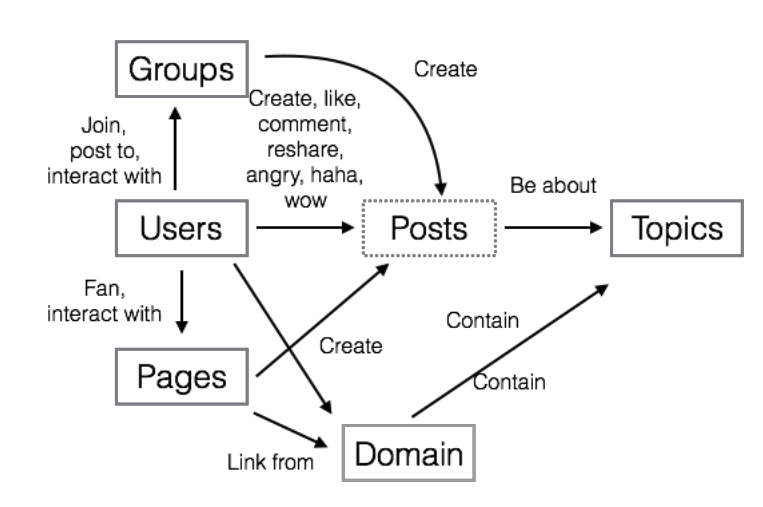 Groups
Create
Create, like,
comment,
reshare,
angry, haha,
wow
Join,
post to,
interact with
Be about
Users
Posts
Topics
Fan,
interact with
Contain
Create
Pages
Contain
Link from
Domain